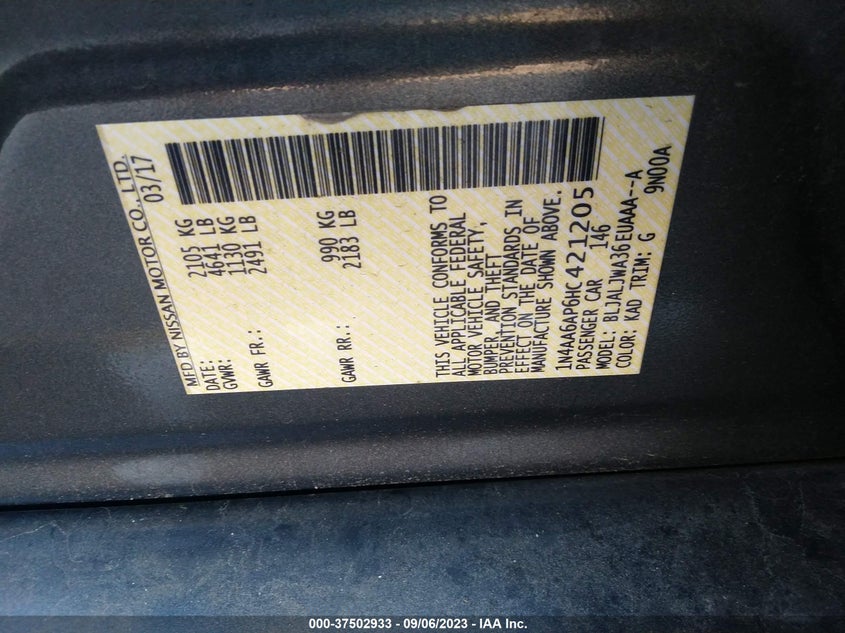 MFD BY NISSAN MOTOR CO., LTD.
DATE: 03/17
GVWR: 2105 KG
4641 LB
GAWR FR.: 1130 KG
2491 LB
GAWR RR.: 990 KG
2183 LB
THIS VEHICLE CONFORMS TO
ALL APPLICABLE FEDERAL
MOTOR VEHICLE SAFETY,
BUMPER, AND THEFT
PREVENTION STANDARDS IN
EFFECT ON THE DATE OF
MANUFACTURE SHOWN ABOVE.
1N4AA6AP6HC421205
PASSENGER CAR 146
MODEL: BLJALJWA36EUAAA--A
COLOR: KAD TRIM: G 9N00A
000-37502933 - 09/06/2023 - IAA Inc.